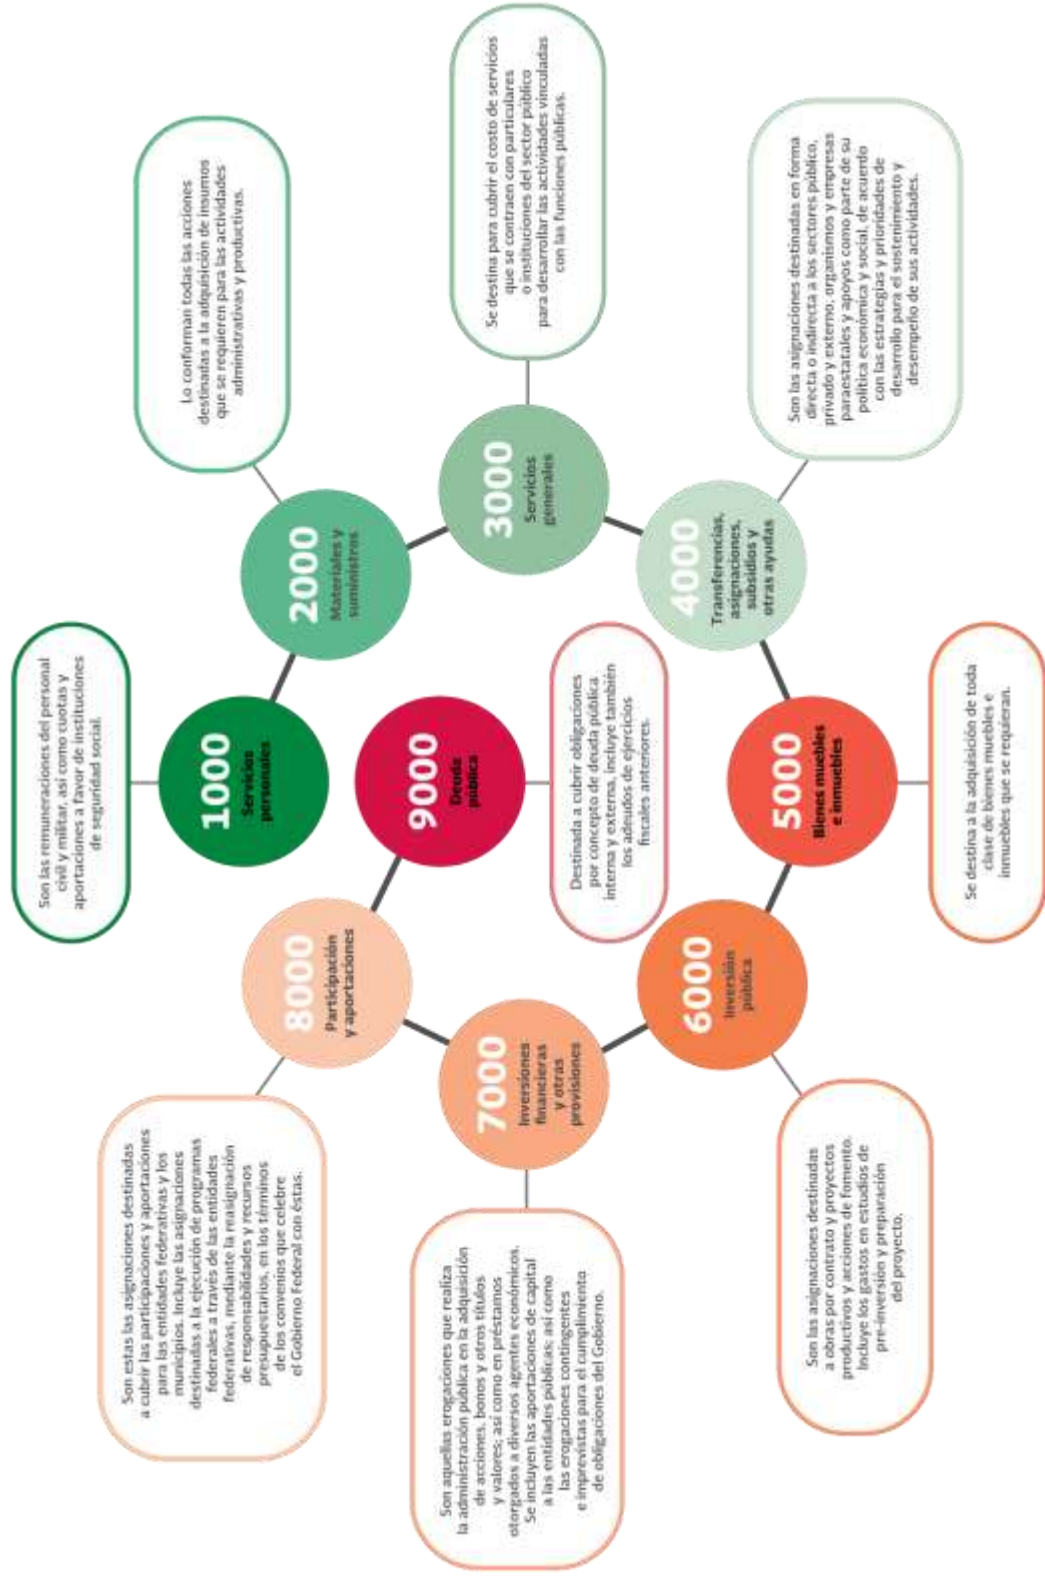 1000
Servicios
personales
Son las remuneraciones del personal
civil y militar, así como cuotas y
aportaciones a favor de instituciones
de seguridad social.
2000
Materiales y
suministros
Lo conforman todas las acciones
destinadas a la adquisición de insumos
que se requieren para las actividades
administrativas y productivas.
3000
Servicios
generales
Se destina para cubrir el costo de servicios
que se contraen con particulares
o instituciones del sector público
para desarrollar las actividades vinculadas
con las funciones públicas.
4000
Transferencias,
asignaciones,
subsidios y
otras ayudas
Son las asignaciones destinadas en forma
directa o indirecta a los sectores público,
privado y externo, organismos y empresas
paraestatales y apoyos como parte de su
política económica y social, de acuerdo
con las estrategias y prioridades de
desarrollo para el sostenimiento y
desempeño de sus actividades.
5000
Bienes muebles
e inmuebles
Se destina a la adquisición de toda
clase de bienes muebles e
inmuebles que se requieran.
6000
Inversión
pública
Son las asignaciones destinadas
a obras por contrato y proyectos
productivos y acciones de fomento.
Incluye los gastos en estudios de
pre-inversión y preparación
del proyecto.
7000
Inversiones
financieras
y otras
provisiones
Son aquellas erogaciones que realiza
la administración pública en la adquisición
de acciones, bonos y otros títulos
y valores; así como en préstamos
otorgados a diversos agentes económicos.
Se incluyen las aportaciones de capital
a las entidades públicas; así como
las erogaciones contingentes
e imprevistas para el cumplimiento
de obligaciones del Gobierno.
8000
Participación
y aportaciones
Son estas las asignaciones destinadas
a cubrir las participaciones y aportaciones
para las entidades federativas y los
municipios. Incluye las asignaciones
destinadas a la ejecución de programas
federales a través de las entidades
federativas, mediante la reasignación
de responsabilidades y recursos
presupuestarios, en los términos
de los convenios que celebre
el Gobierno Federal con éstas.
9000
Deuda
pública
Destinada a cubrir obligaciones
por concepto de deuda pública
interna y externa, incluye también
los adeudos de ejercicios
fiscales anteriores.